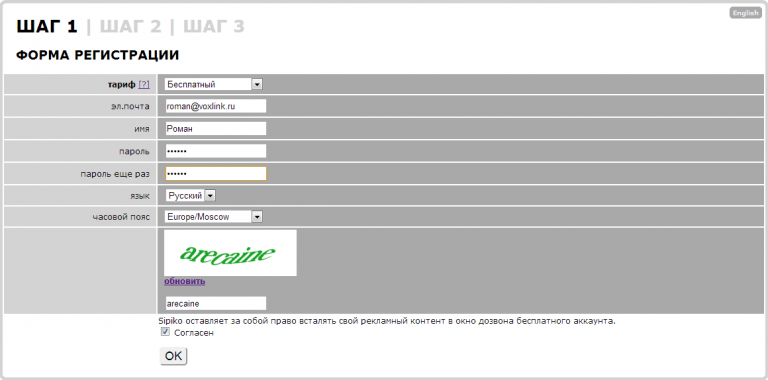 English
ШАГ 1 | ШАГ 2 | ШАГ 3
ФОРМА РЕГИСТРАЦИИ
тариф [?] Бесплатный
эл.почта roman@voxlink.ru
имя Роман
пароль ••••••
пароль еще раз ••••••
язык Русский
часовой пояс Europe/Moscow
arecaine
обновить
arecaine
Sipiko оставляет за собой право всталять свой рекламный контент в окно дозвона бесплатного аккаунта.
Согласен
OK